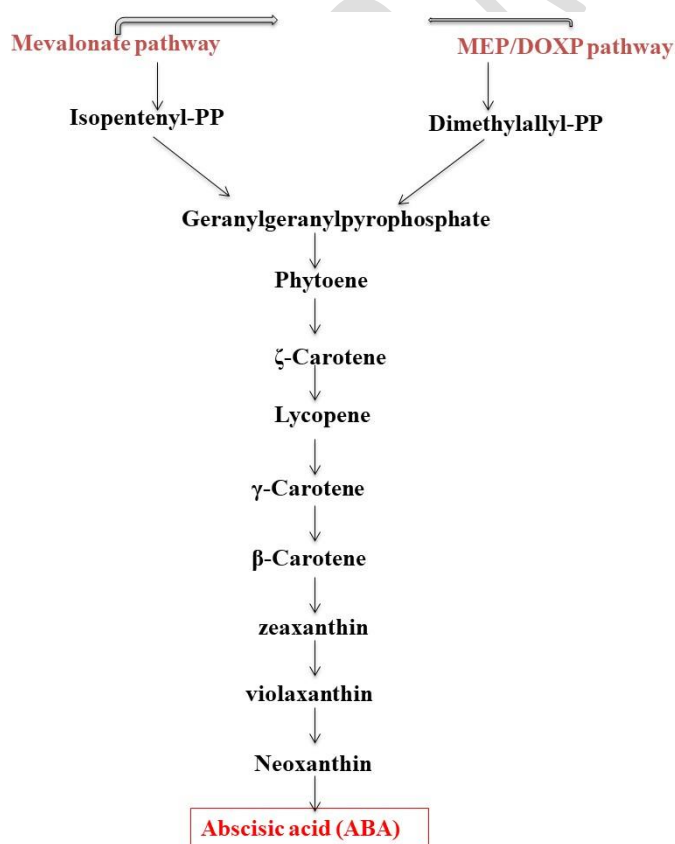 Mevalonate pathway
MEP/DOXP pathway
Isopentenyl-PP
Dimethylallyl-PP
Geranylgeranylpyrophosphate
Phytoene
ζ-Carotene
Lycopene
γ-Carotene
β-Carotene
zeaxanthin
violaxanthin
Neoxanthin
Abscisic acid (ABA)